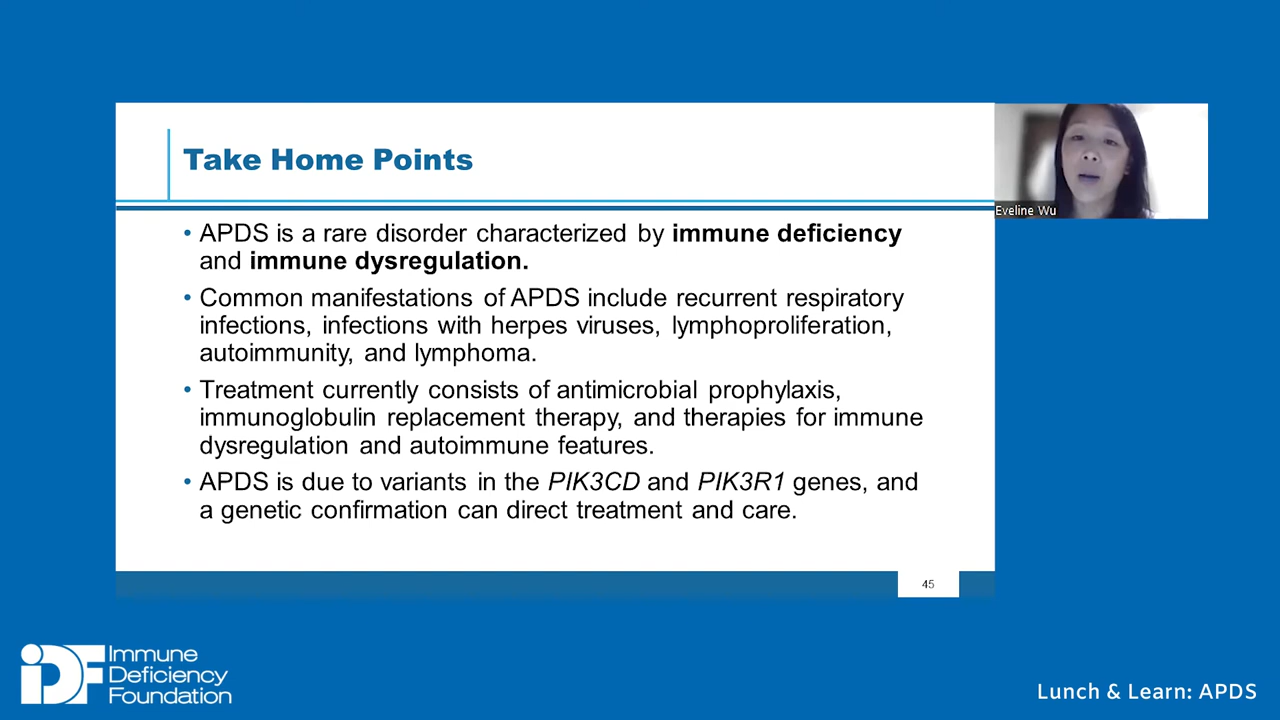 Take Home Points
Eveline Wu
• APDS is a rare disorder characterized by immune deficiency
and immune dysregulation.
• Common manifestations of APDS include recurrent respiratory
infections, infections with herpes viruses, lymphoproliferation,
autoimmunity, and lymphoma.
• Treatment currently consists of antimicrobial prophylaxis,
immunoglobulin replacement therapy, and therapies for immune
dysregulation and autoimmune features.
• APDS is due to variants in the PIK3CD and PIK3R1 genes, and
a genetic confirmation can direct treatment and care.
45
IDF Immune
Deficiency
Foundation
Lunch & Learn: APDS